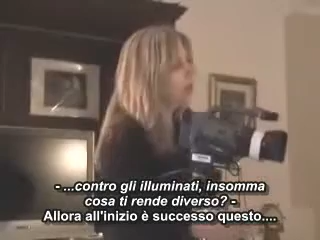 - ...contro gli illuminati, insomma
cosa ti rende diverso? -
Allora all'inizio è successo questo....